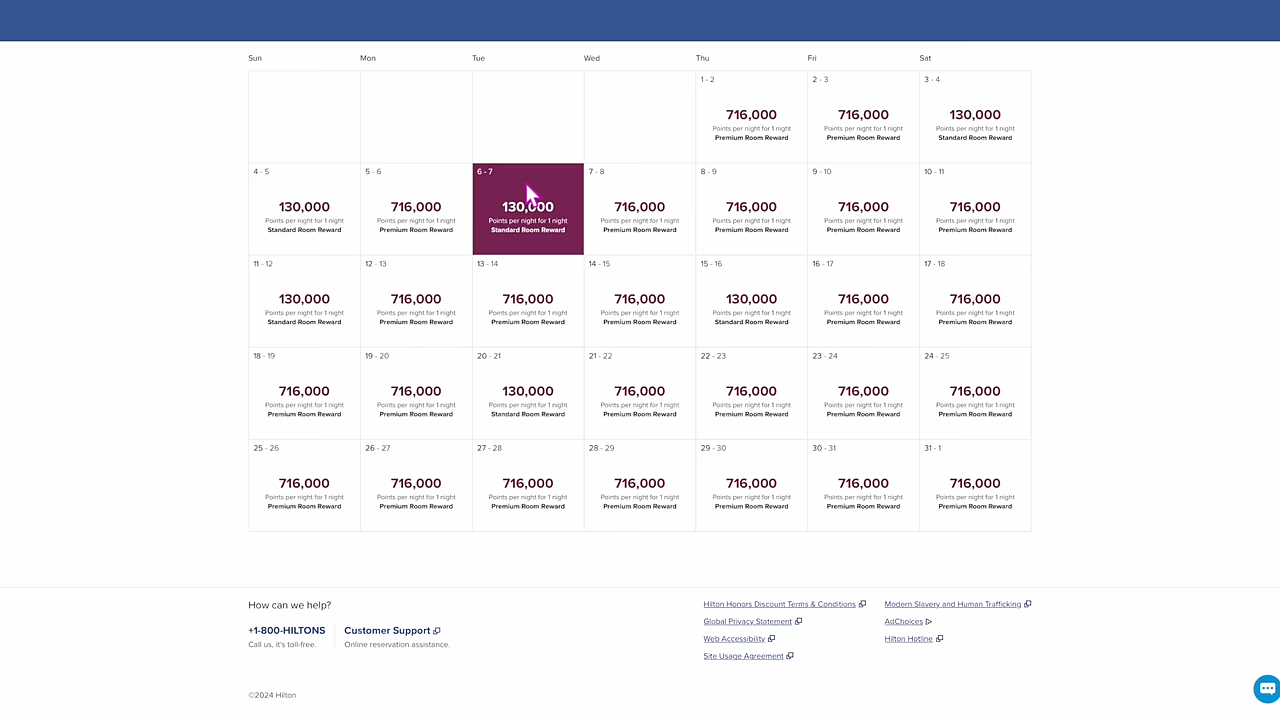 Sun Mon Tue Wed Thu Fri Sat
1 - 2 2 - 3 3 - 4
716,000 716,000 130,000
Points per night for 1 night Points per night for 1 night Points per night for 1 night
Premium Room Reward Premium Room Reward Standard Room Reward
4 - 5 5 - 6 6 - 7 7 - 8 8 - 9 9 - 10 10 - 11
130,000 716,000 130,000 716,000 716,000 716,000 716,000
Points per night for 1 night Points per night for 1 night Points per night for 1 night Points per night for 1 night Points per night for 1 night Points per night for 1 night Points per night for 1 night
Standard Room Reward Premium Room Reward Standard Room Reward Premium Room Reward Premium Room Reward Premium Room Reward Premium Room Reward
11 - 12 12 - 13 13 - 14 14 - 15 15 - 16 16 - 17 17 - 18
130,000 716,000 716,000 716,000 130,000 716,000 716,000
Points per night for 1 night Points per night for 1 night Points per night for 1 night Points per night for 1 night Points per night for 1 night Points per night for 1 night Points per night for 1 night
Standard Room Reward Premium Room Reward Premium Room Reward Premium Room Reward Standard Room Reward Premium Room Reward Premium Room Reward
18 - 19 19 - 20 20 - 21 21 - 22 22 - 23 23 - 24 24 - 25
716,000 716,000 130,000 716,000 716,000 716,000 716,000
Points per night for 1 night Points per night for 1 night Points per night for 1 night Points per night for 1 night Points per night for 1 night Points per night for 1 night Points per night for 1 night
Premium Room Reward Premium Room Reward Standard Room Reward Premium Room Reward Premium Room Reward Premium Room Reward Premium Room Reward
25 - 26 26 - 27 27 - 28 28 - 29 29 - 30 30 - 31 31 - 1
716,000 716,000 716,000 716,000 716,000 716,000 716,000
Points per night for 1 night Points per night for 1 night Points per night for 1 night Points per night for 1 night Points per night for 1 night Points per night for 1 night Points per night for 1 night
Premium Room Reward Premium Room Reward Premium Room Reward Premium Room Reward Premium Room Reward Premium Room Reward Premium Room Reward
How can we help?
+1-800-HILTONS Customer Support
Call us, it's toll-free. Online reservation assistance.
Hilton Honors Discount Terms & Conditions Modern Slavery and Human Trafficking
Global Privacy Statement AdChoices
Web Accessibility Hilton Hotline
Site Usage Agreement
©2024 Hilton